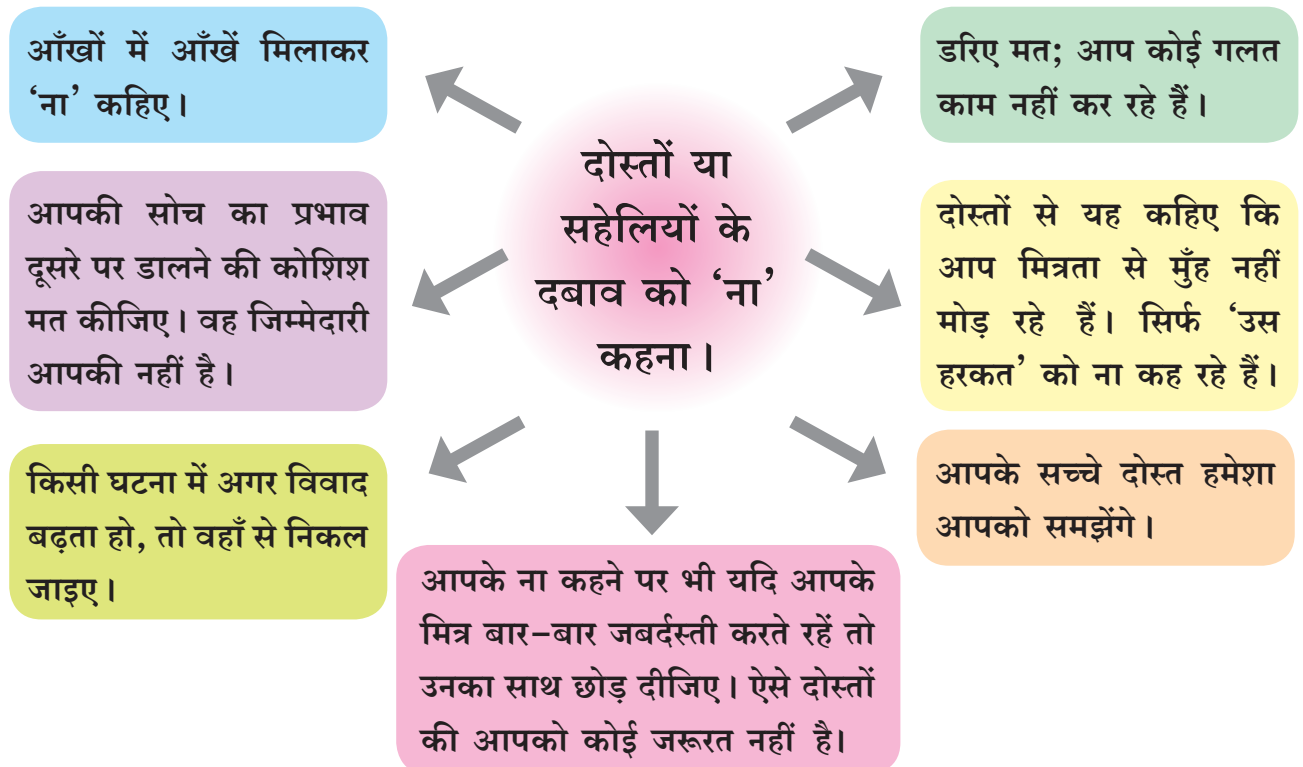 आँखों में आँखें मिलाकर
‘ना’ कहिए।
आपकी सोच का प्रभाव
दूसरे पर डालने की कोशिश
मत कीजिए। वह जिम्मेदारी
आपकी नहीं है।
किसी घटना में अगर विवाद
बढ़ता हो, तो वहाँ से निकल
जाइए।
दोस्तों या
सहेलियों के
दबाव को ‘ना’
कहना।
डरिए मत; आप कोई गलत
काम नहीं कर रहे हैं।
दोस्तों से यह कहिए कि
आप मित्रता से मुँह नहीं
मोड़ रहे हैं। सिर्फ ‘उस
हरकत’ को ना कह रहे हैं।
आपके सच्चे दोस्त हमेशा
आपको समझेंगे।
आपके ना कहने पर भी यदि आपके
मित्र बार-बार जबर्दस्ती करते रहें तो
उनका साथ छोड़ दीजिए। ऐसे दोस्तों
की आपको कोई जरूरत नहीं है।